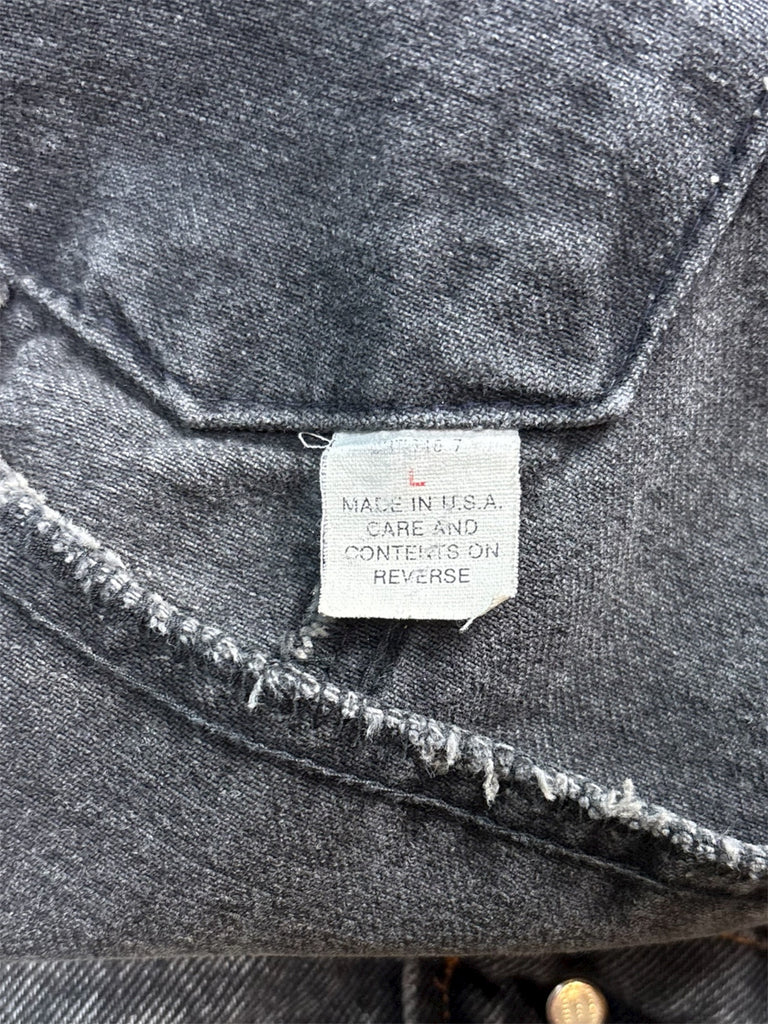 L
MADE IN U.S.A.
CARE AND
CONTENTS ON
REVERSE